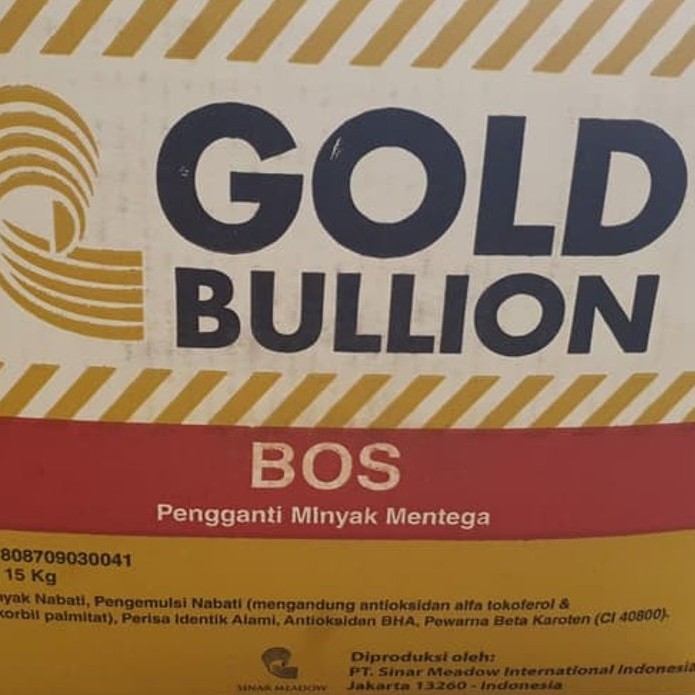 GOLD
BULLION
BOS
Pengganti MInyak Mentega
808709030041
15 Kg
Nabati, Pengemulsi Nabati (mengandung antioksidan alfa tokoferol &
palmitat), Perisa Identik Alami, Antioksidan BHA, Pewarna Beta Karoten (CI 40800).
Diproduksi oleh:
PT. Sinar Meadow International Indonesia
SINAR MEADOW
Jakarta 13260 - Indonesia